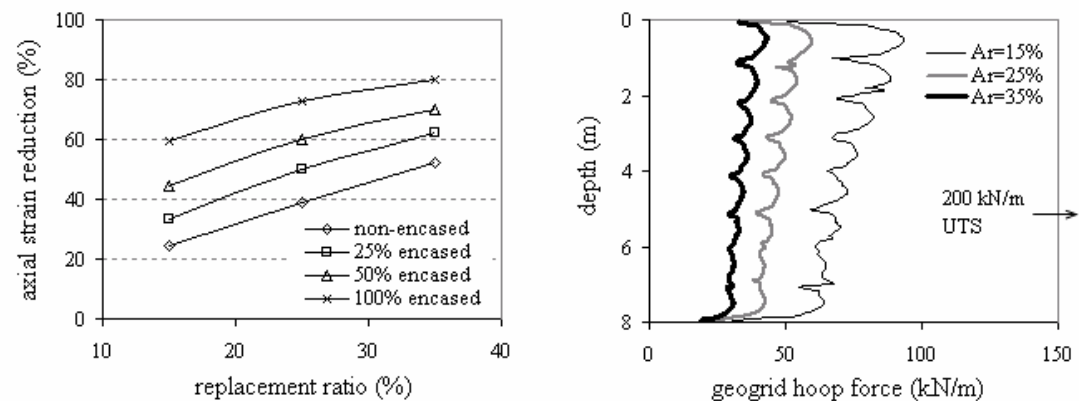 axial strain reduction (%)
100
80
60
40
20
0
non-encased
25% encased
50% encased
100% encased
10
20
30
40
replacement ratio (%)
depth (m)
0
2
4
6
8
Ar=15%
Ar=25%
Ar=35%
200 kN/m
UTS
0
50
100
150
geogrid hoop force (kN/m)